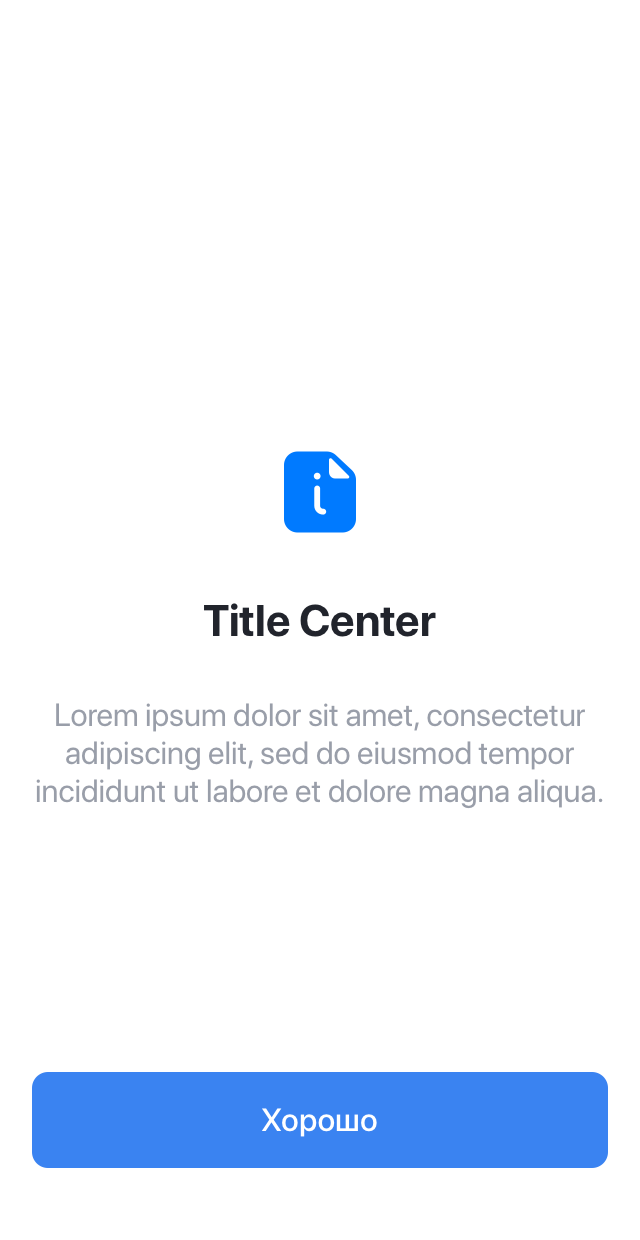 Title Center
Lorem ipsum dolor sit amet, consectetur
adipiscing elit, sed do eiusmod tempor
incididunt ut labore et dolore magna aliqua.
Хорошо